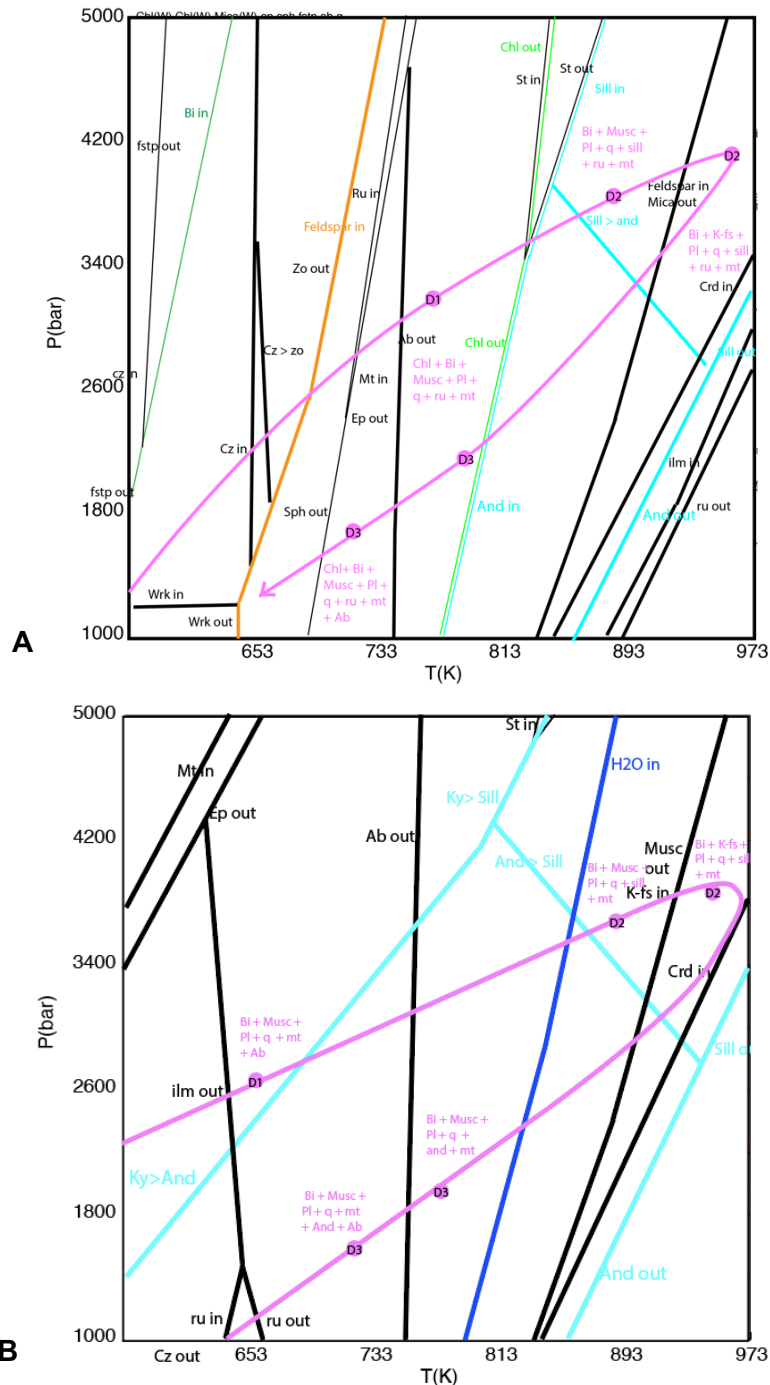 5000
Chl(W) Chl(W) Mica(W)
Chl out
St in
St out
Sill in
Bi in
fstp out
4200
Bi + Musc +
Pl + q + sill
+ ru + mt
D2
D2
Ru in
Feldspar in
Mica out
Feldspar in
Sill > and
Bi + K-fs +
Pl + q + sill
+ ru + mt
3400
Zo out
Crd in
D1
P(bar)
Ab out
Chl out
Cz > zo
Sill out
Chl + Bi +
Musc + Pl +
q + ru + mt
Mt in
2600
Ep out
Cz in
D3
ilm in
fstp out
1800
Sph out
And in
And out
ru out
D3
Chl+ Bi +
Musc + Pl +
q + ru + mt
+ Ab
Wrk in
Wrk out
1000
A
653
733
813
893
973
T(K)
5000
St in
Mt in
H2O in
Ky> Sill
Ep out
4200
Ab out
Musc
out
And > Sill
Bi + K-fs +
Pl + q + sill
+ mt
Bi + Musc +
Pl + q + sill
+ mt
K-fs in
D2
D2
3400
Crd in
P(bar)
Bi + Musc +
Pl + q + mt
+ Ab
Sill
D1
2600
ilm out
Bi + Musc +
Pl + q +
and + mt
Ky>And
D3
1800
Bi + Musc +
Pl + q + mt
+ And + Ab
D3
And out
ru in
ru out
1000
B
Cz out
653
733
813
893
973
T(K)